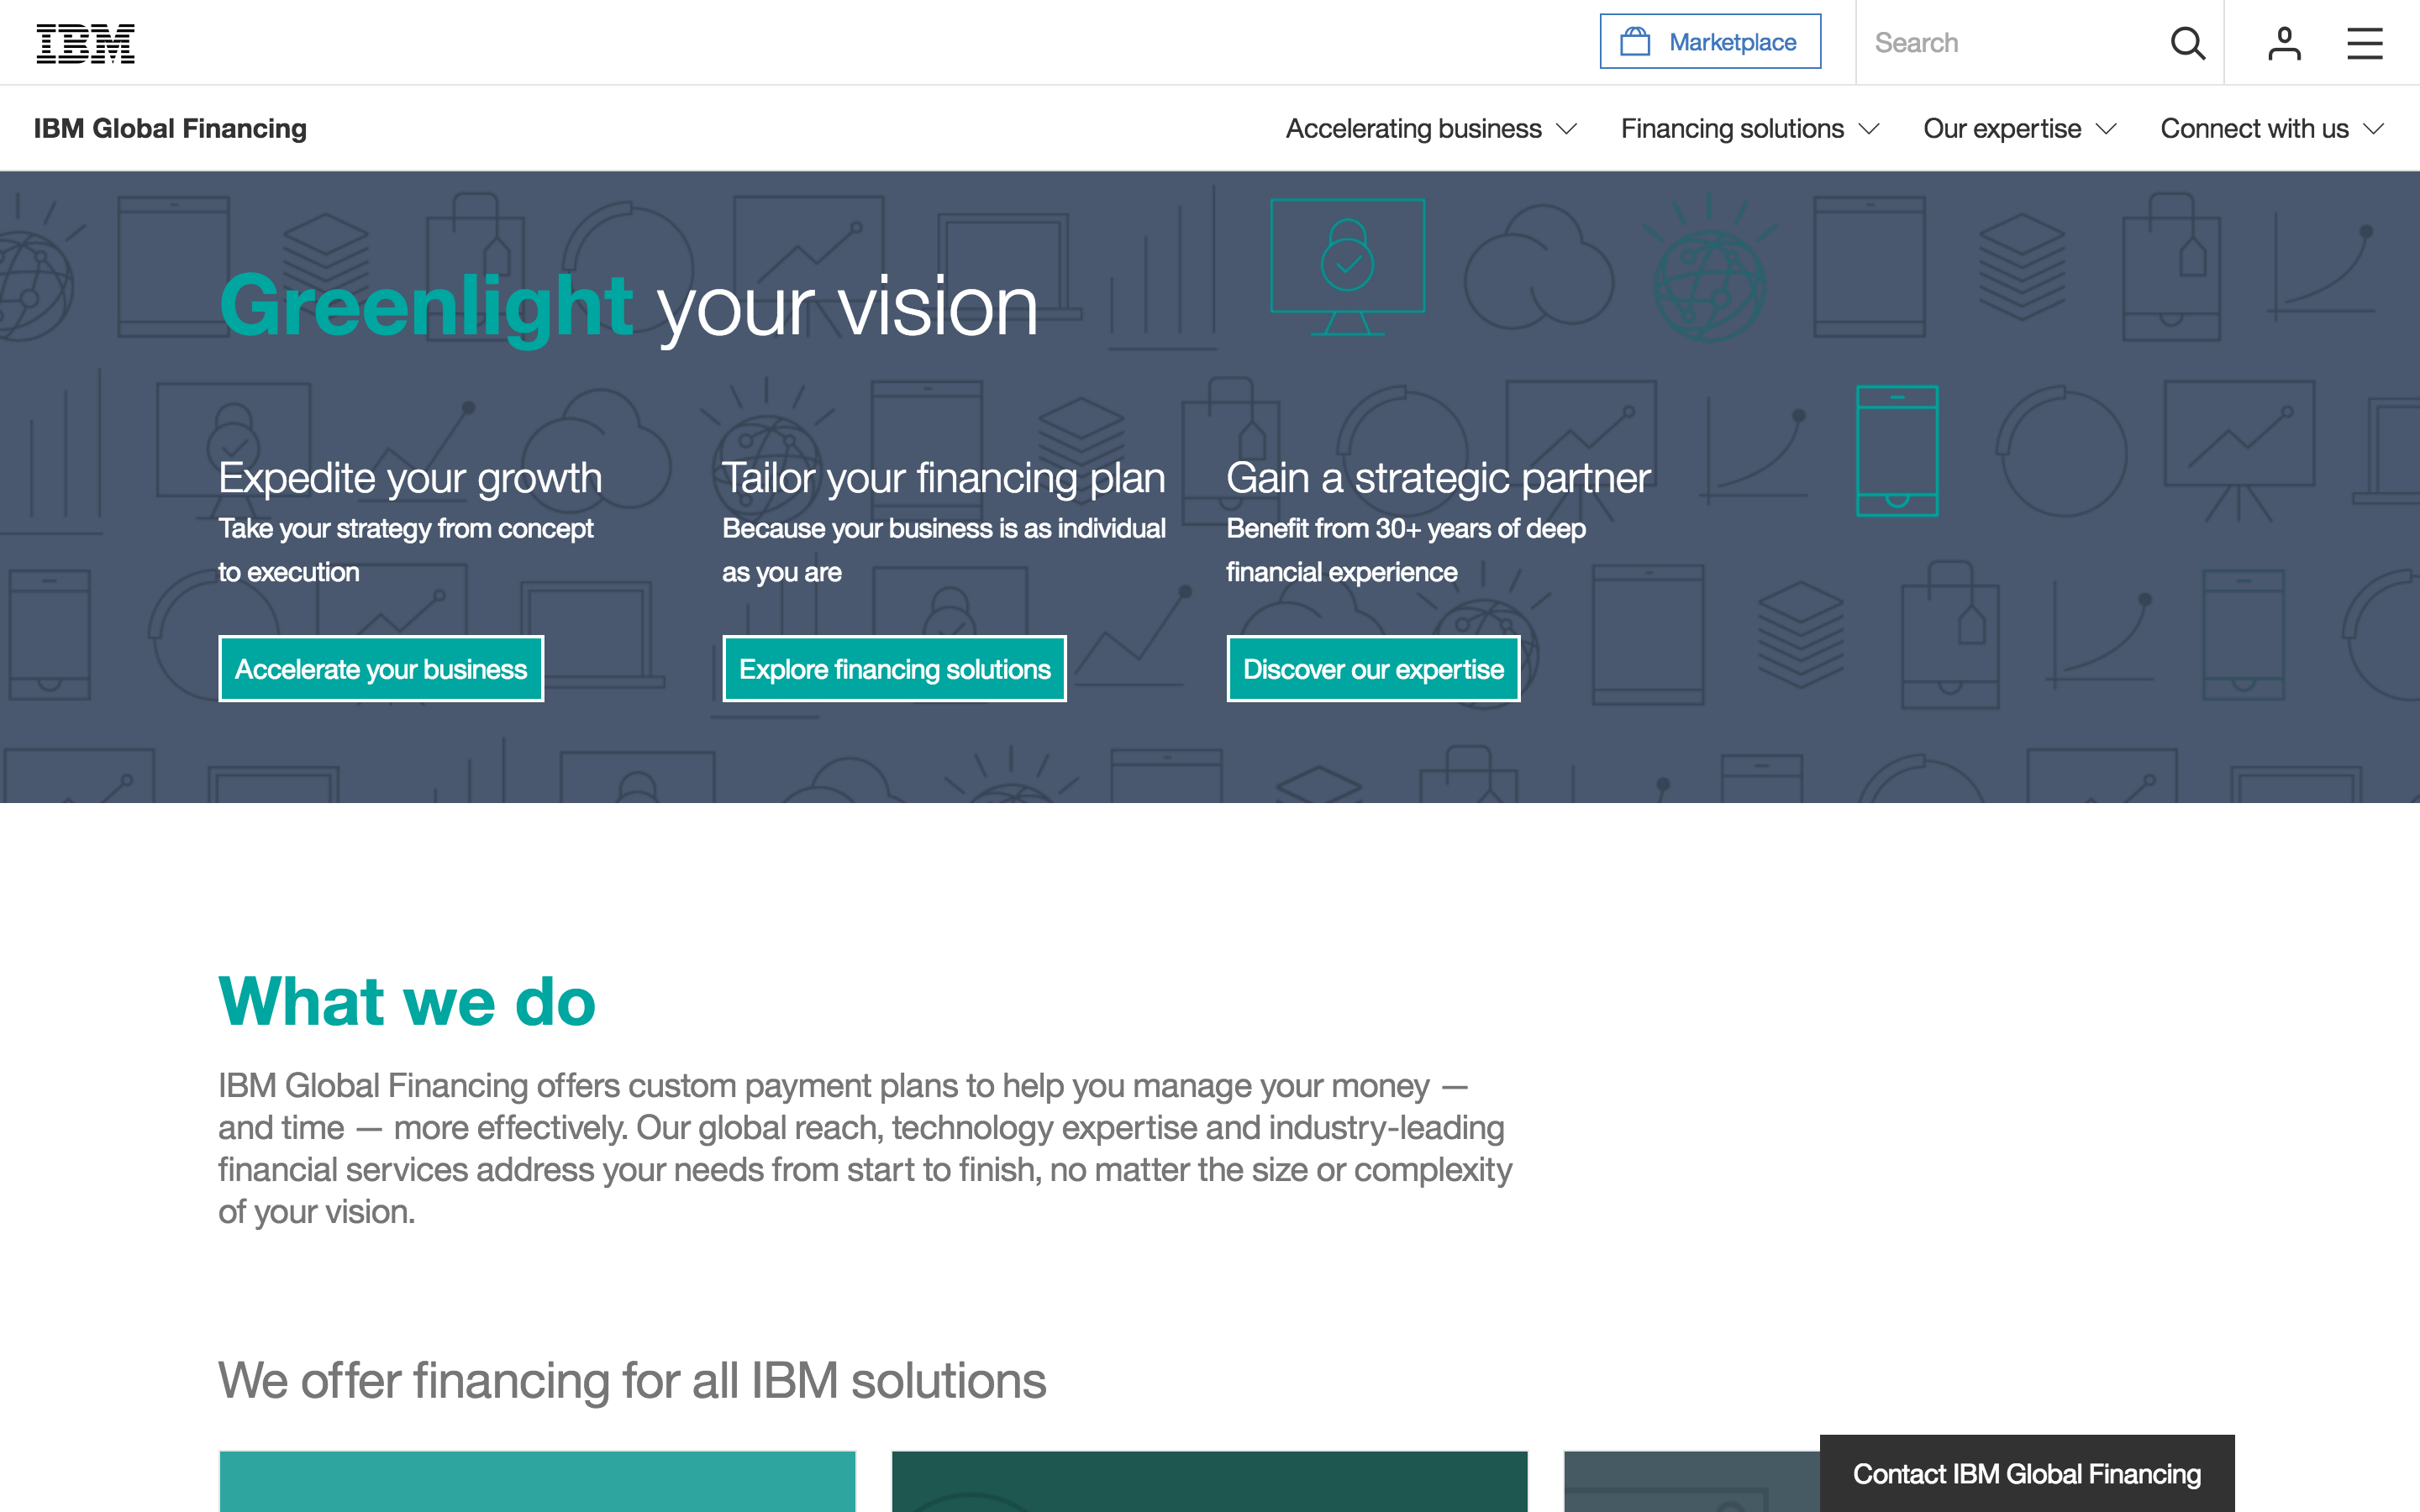 IBM
Marketplace
Search
IBM Global Financing
Accelerating business
Financing solutions
Our expertise
Connect with us
Greenlight your vision
Expedite your growth
Take your strategy from concept
to execution
Accelerate your business
Tailor your financing plan
Because your business is as individual
as you are
Explore financing solutions
Gain a strategic partner
Benefit from 30+ years of deep
financial experience
Discover our expertise
What we do
IBM Global Financing offers custom payment plans to help you manage your money —
and time — more effectively. Our global reach, technology expertise and industry-leading
financial services address your needs from start to finish, no matter the size or complexity
of your vision.
We offer financing for all IBM solutions
Contact IBM Global Financing